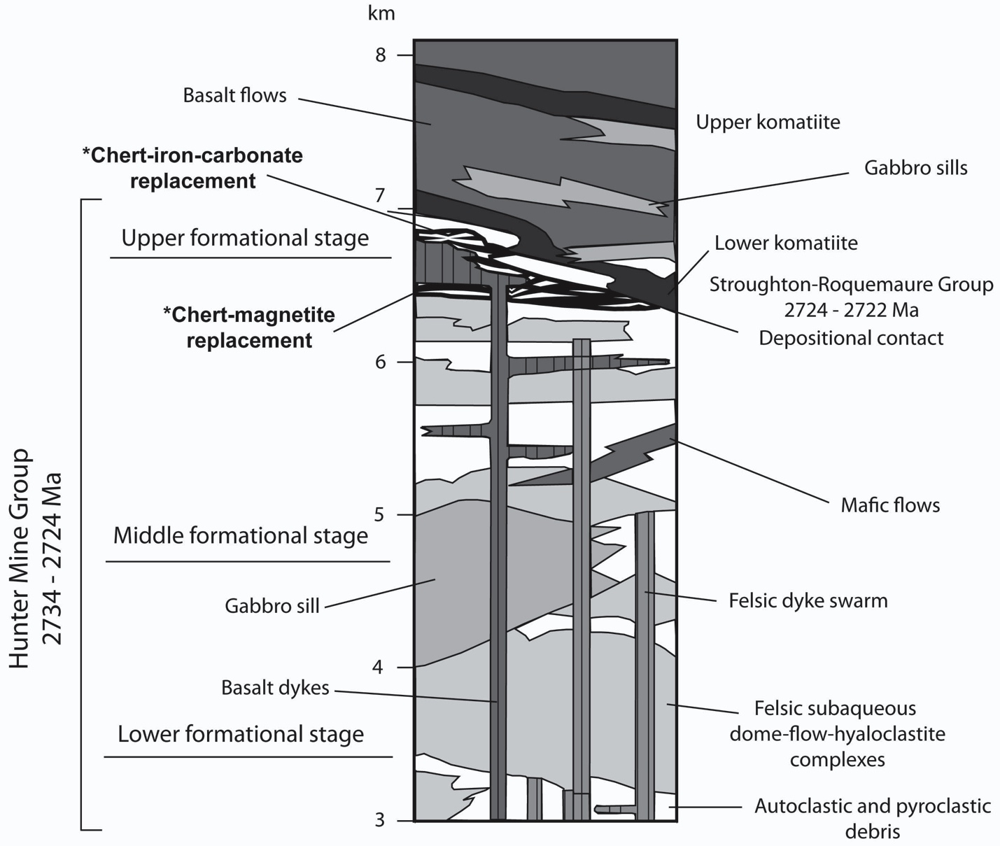 km
8
Basalt flows
Upper komatiite
*Chert-iron-carbonate
replacement
Gabbro sills
7
Upper formational stage
Lower komatiite
Stroughton-Roquemaure Group
2724 - 2722 Ma
*Chert-magnetite
replacement
Depositional contact
6
Hunter Mine Group
2734 - 2724 Ma
Mafic flows
5
Middle formational stage
Gabbro sill
Felsic dyke swarm
4
Basalt dykes
Felsic subaqueous
dome-flow-hyaloclastite
complexes
Lower formational stage
Autoclastic and pyroclastic
debris
3